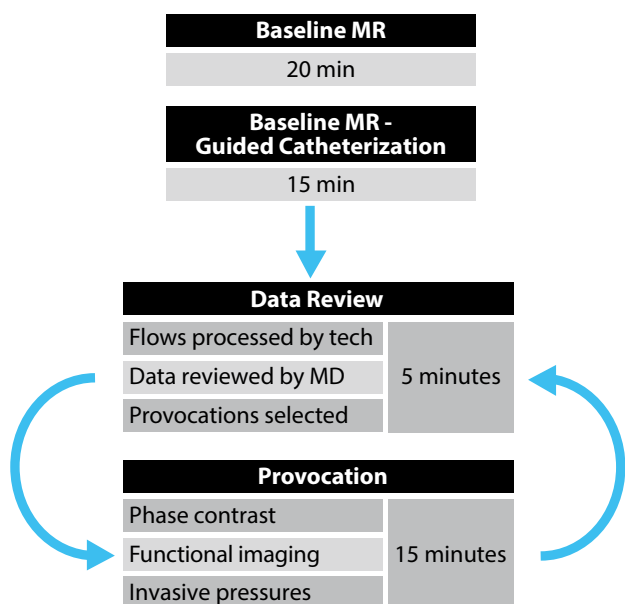 Baseline MR
20 min
Baseline MR -
Guided Catheterization
15 min
Data Review
Flows processed by tech
Data reviewed by MD
5 minutes
Provocations selected
Provocation
Phase contrast
Functional imaging
15 minutes
Invasive pressures